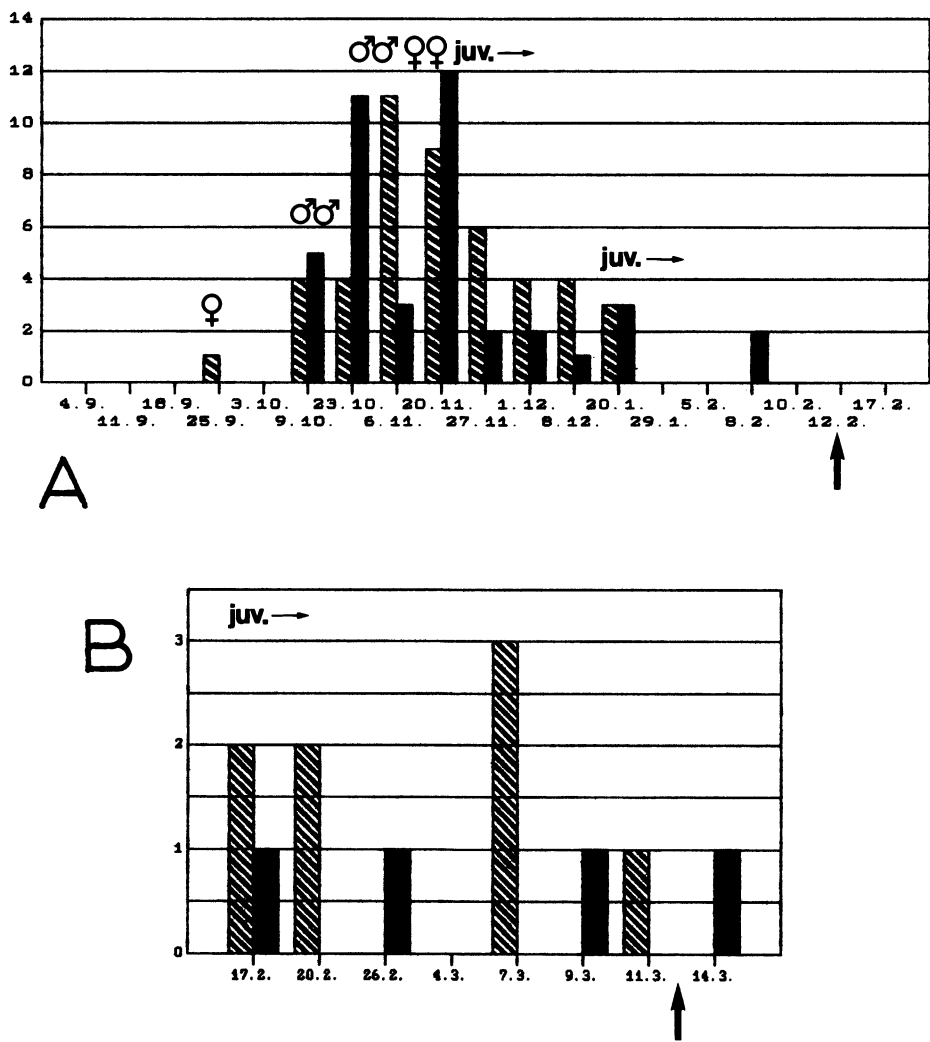 14
♂♂ ♀♀ juv. →
12
10
8
♂♂
6
juv. →
4
♀
2
0
4.9. 18.9. 3.10. 23.10. 20.11. 1.12. 20.1. 5.2. 10.2. 17.2.
11.9. 25.9. 9.10. 6.11. 27.11. 8.12. 29.1. 8.2. 12.2.
A
B
juv. →
3
2
1
0
17.2. 20.2. 26.2. 4.3. 7.3. 9.3. 11.3. 14.3.